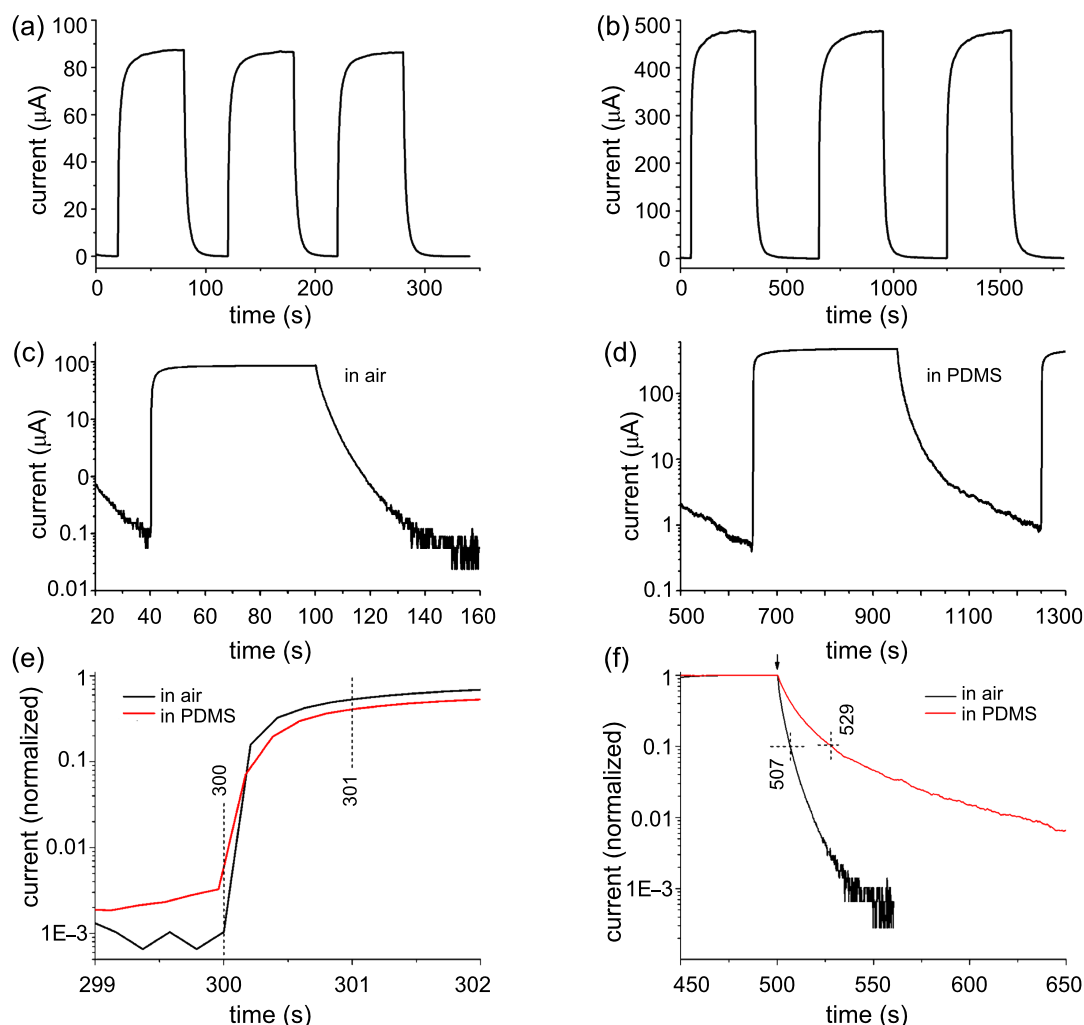 (a)
100
80
60
40
20
0
current (μA)
0 100 200 300
time (s)
(b)
500
400
300
200
100
0
current (μA)
0 500 1000 1500
time (s)
(c)
100
10
0
0.1
0.01
current (μA)
in air
20 40 60 80 100 120 140 160
time (s)
(d)
100
10
1
0.1
current (μA)
in PDMS
500 700 900 1100 1300
time (s)
(e)
1
0.1
0.01
1E–3
current (normalized)
in air
in PDMS
300
301
299 300 301 302
time (s)
(f)
1
0.1
0.01
1E–3
current (normalized)
in air
in PDMS
507
529
450 500 550 600 650
time (s)